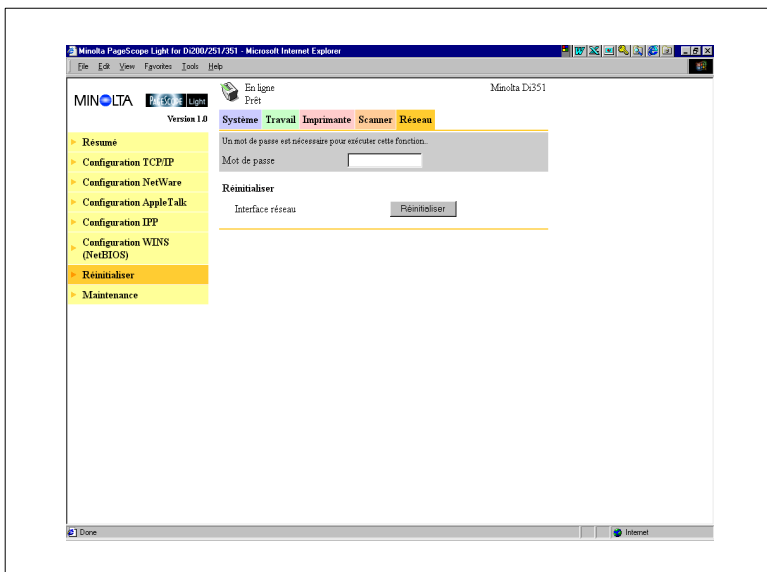 Minolta PageScope Light for Di200/251/351 - Microsoft Internet Explorer
File Edit View Favorites Tools Help
MINOLTA PAGESCOPE Light
Version 1.0
En ligne
Prêt
Minolta Di351
Système Travail Imprimante Scanner Réseau
Résumé
Configuration TCP/IP
Configuration NetWare
Configuration AppleTalk
Configuration IPP
Configuration WINS
(NetBIOS)
Réinitialiser
Maintenance
Un mot de passe est nécessaire pour exécuter cette fonction..
Mot de passe
Réinitialiser
Interface réseau Réinitialiser
Done Internet